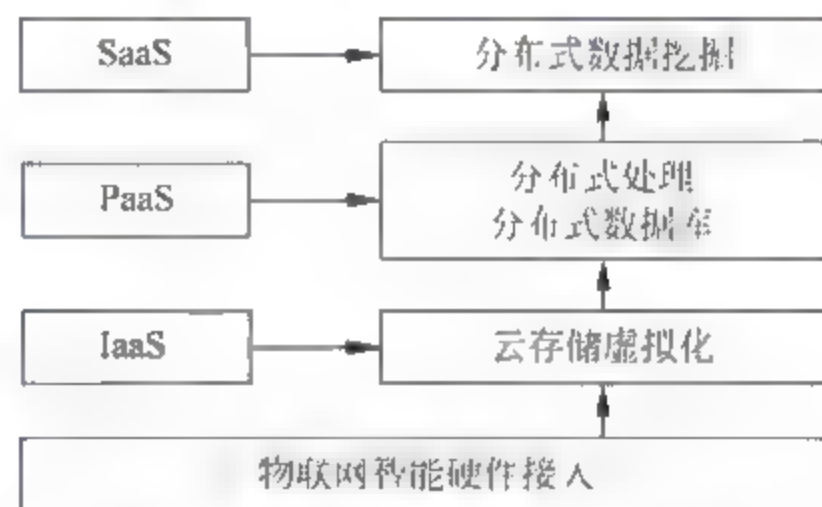 SaaS
分布式数据挖掘
PaaS
分布式处理
分布式数据库
IaaS
云存储虚拟化
物联网智能硬件接入